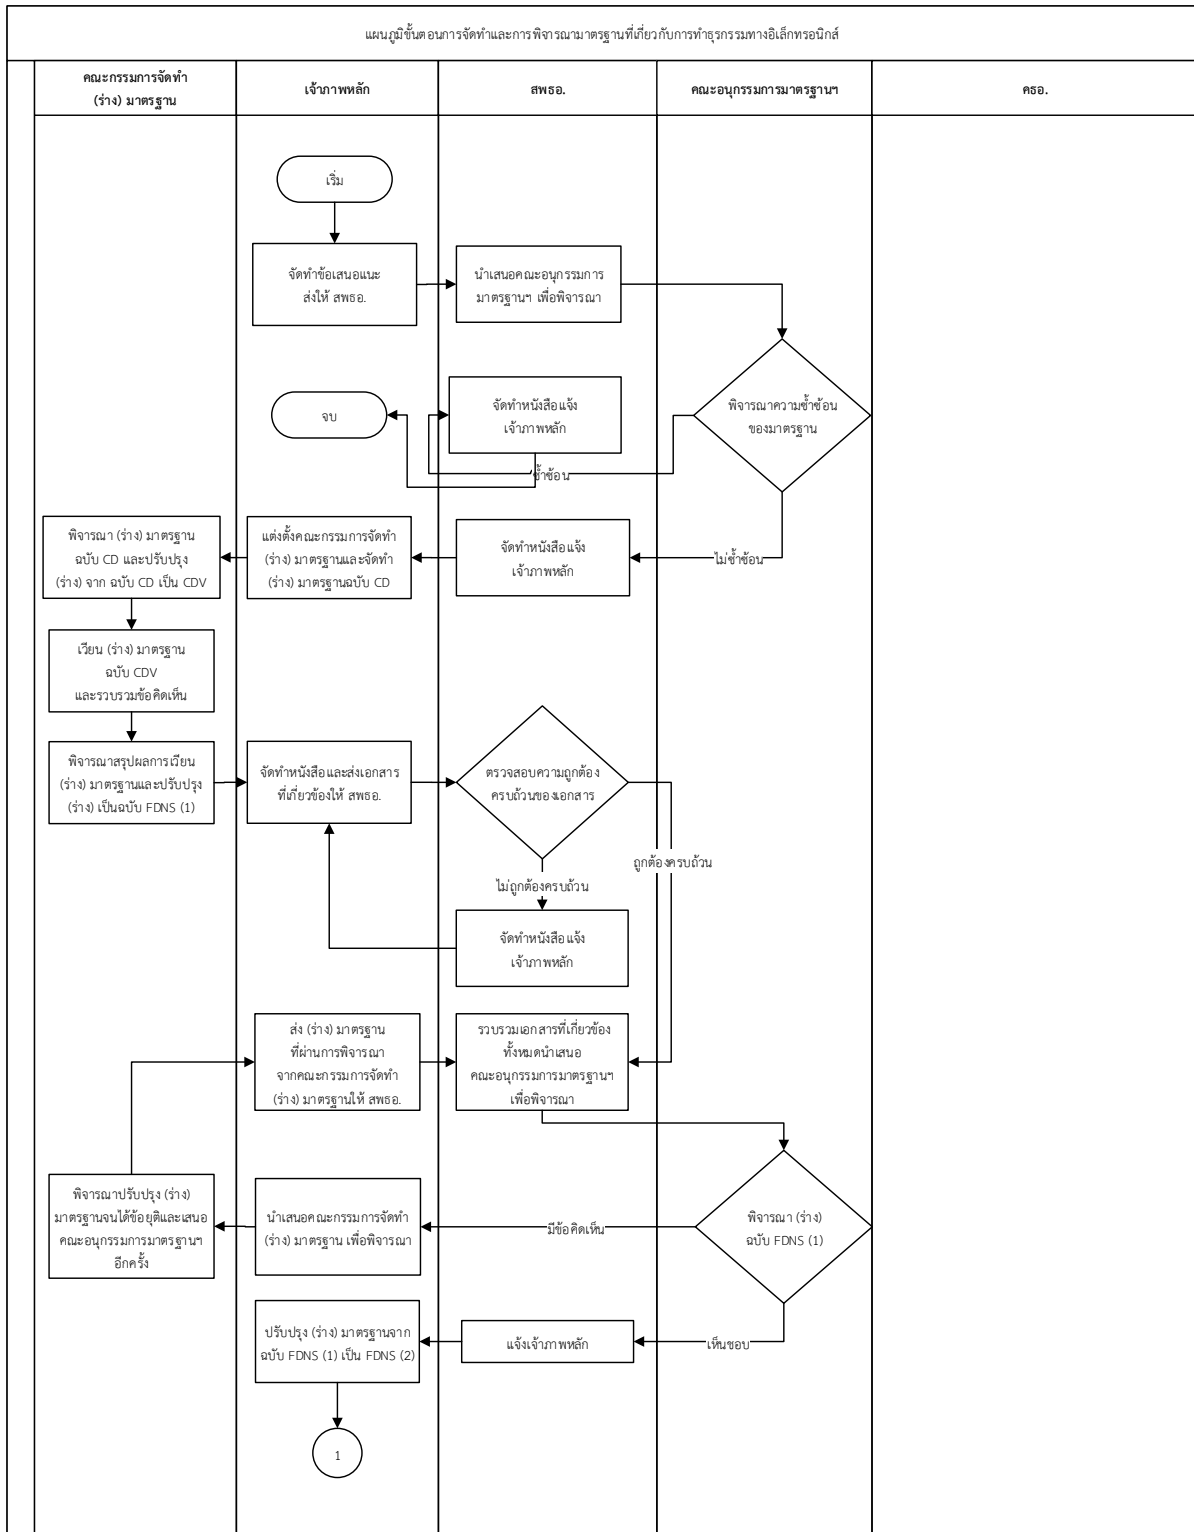 แผนภูมิขั้นตอนการจัดทำและการพิจารณามาตรฐานที่เกี่ยวกับการทำธุรกรรมทางอิเล็กทรอนิกส์
คณะกรรมการจัดทำ
(ร่าง) มาตรฐาน
เจ้าภาพหลัก
สพธอ.
คณะอนุกรรมการมาตรฐานฯ
คธอ.
เริ่ม
จัดทำข้อเสนอแนะ
ส่งให้ สพธอ.
นำเสนอคณะอนุกรรมการ
มาตรฐานฯ เพื่อพิจารณา
พิจารณาความซ้ำซ้อน
ของมาตรฐาน
จบ
จัดทำหนังสือแจ้ง
เจ้าภาพหลัก
ซ้ำซ้อน
ไม่ซ้ำซ้อน
จัดทำหนังสือแจ้ง
เจ้าภาพหลัก
แต่งตั้งคณะกรรมการจัดทำ
(ร่าง) มาตรฐานและจัดทำ
(ร่าง) มาตรฐานฉบับ CD
พิจารณา (ร่าง) มาตรฐาน
ฉบับ CD และปรับปรุง
(ร่าง) จาก ฉบับ CD เป็น CDV
เวียน (ร่าง) มาตรฐาน
ฉบับ CDV
และรวบรวมข้อคิดเห็น
พิจารณาสรุปผลการเวียน
(ร่าง) มาตรฐานและปรับปรุง
(ร่าง) เป็นฉบับ FDNS (1)
จัดทำหนังสือและส่งเอกสาร
ที่เกี่ยวข้องให้ สพธอ.
ตรวจสอบความถูกต้อง
ครบถ้วนของเอกสาร
ถูกต้องครบถ้วน
ไม่ถูกต้องครบถ้วน
จัดทำหนังสือแจ้ง
เจ้าภาพหลัก
ส่ง (ร่าง) มาตรฐาน
ที่ผ่านการพิจารณา
จากคณะกรรมการจัดทำ
(ร่าง) มาตรฐานให้ สพธอ.
รวบรวมเอกสารที่เกี่ยวข้อง
ทั้งหมดนำเสนอ
คณะอนุกรรมการมาตรฐานฯ
เพื่อพิจารณา
พิจารณา (ร่าง)
ฉบับ FDNS (1)
มีข้อคิดเห็น
นำเสนอคณะกรรมการจัดทำ
(ร่าง) มาตรฐาน เพื่อพิจารณา
พิจารณาปรับปรุง (ร่าง)
มาตรฐานจนได้ข้อยุติและเสนอ
คณะอนุกรรมการมาตรฐานฯ
อีกครั้ง
เห็นชอบ
แจ้งเจ้าภาพหลัก
ปรับปรุง (ร่าง) มาตรฐานจาก
ฉบับ FDNS (1) เป็น FDNS (2)
1